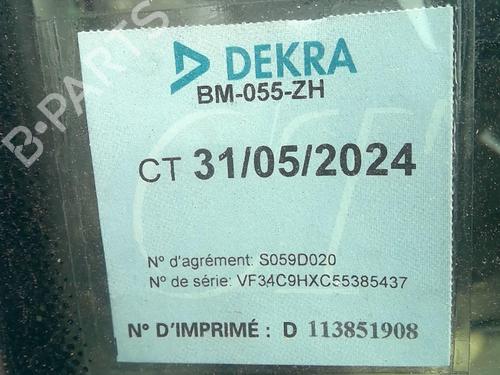 DEKRA
BM-055-ZH
CT 31/05/2024
N° d'agrément: S059D020
N° de série: VF34C9HXC55385437
N° D'IMPRIMÉ : D 113851908
B-PARTS